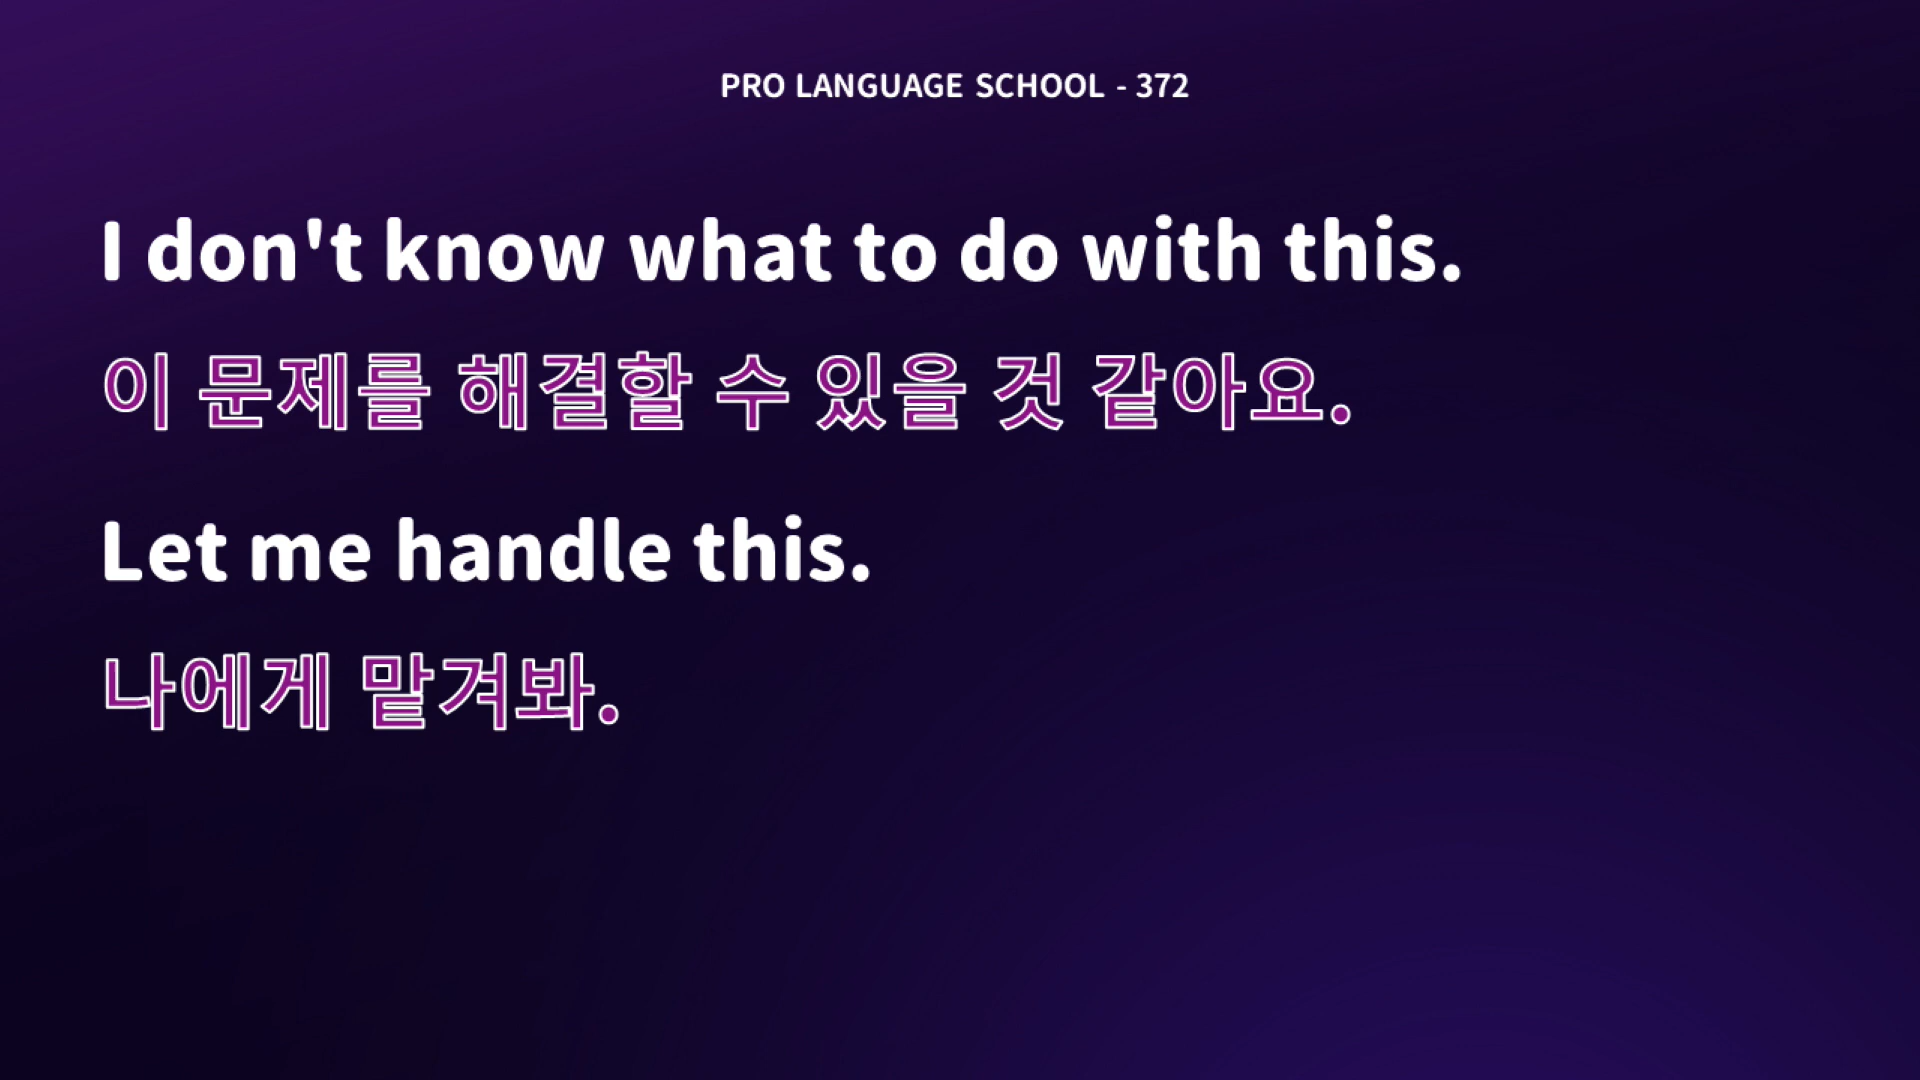 PRO LANGUAGE SCHOOL - 372
I don't know what to do with this.
이 문제를 해결할 수 있을 것 같아요.
Let me handle this.
나에게 맡겨봐.